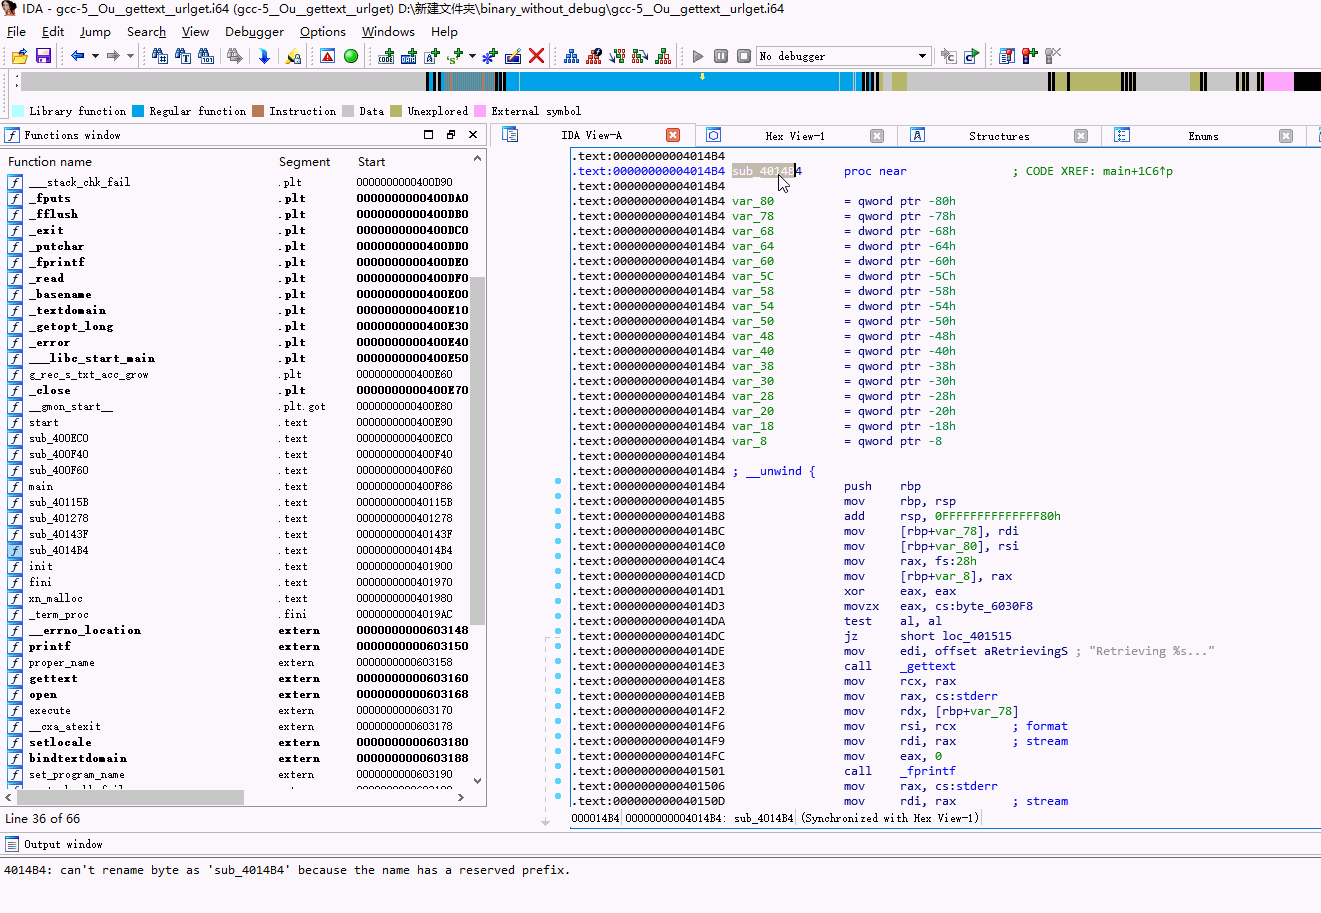 IDA - gcc-5__Ou__gettext__urlget.i64 (gcc-5__Ou__gettext__urlget) D:\新建文件夹\binary_without_debug\gcc-5__Ou__gettext__urlget.i64
File Edit Jump Search View Debugger Options Windows Help
No debugger
Library function Regular function Instruction Data Unexplored External symbol
Functions window
Function name Segment Start
___stack_chk_fail .plt 0000000000400D90
_fputs .plt 0000000000400DA0
_fflush .plt 0000000000400DB0
_exit .plt 0000000000400DC0
_putchar .plt 0000000000400DD0
_fprintf .plt 0000000000400DE0
_read .plt 0000000000400DF0
_basename .plt 0000000000400E00
_textdomain .plt 0000000000400E10
_getopt_long .plt 0000000000400E30
_error .plt 0000000000400E40
___libc_start_main .plt 0000000000400E50
g_rec_s_txt_acc_grow .plt 0000000000400E60
_close .plt 0000000000400E70
__gmon_start__ .plt.got 0000000000400E80
start .text 0000000000400E90
sub_400EC0 .text 0000000000400EC0
sub_400F40 .text 0000000000400F40
sub_400F60 .text 0000000000400F60
main .text 0000000000400F86
sub_40115B .text 000000000040115B
sub_401278 .text 0000000000401278
sub_40143F .text 000000000040143F
sub_4014B4 .text 00000000004014B4
init .text 0000000000401900
fini .text 0000000000401970
xn_malloc .text 0000000000401980
_term_proc .fini 00000000004019AC
__errno_location extern 0000000000603148
printf extern 0000000000603150
proper_name extern 0000000000603158
gettext extern 0000000000603160
open extern 0000000000603168
execute extern 0000000000603170
__cxa_atexit extern 0000000000603178
setlocale extern 0000000000603180
bindtextdomain extern 0000000000603188
set_program_name extern 0000000000603190
Line 36 of 66
IDA View-A Hex View-1 Structures Enums
.text:00000000004014B4
.text:00000000004014B4 sub_4014B4 proc near ; CODE XREF: main+1C6↑p
.text:00000000004014B4
.text:00000000004014B4 var_80 = qword ptr -80h
.text:00000000004014B4 var_78 = qword ptr -78h
.text:00000000004014B4 var_68 = dword ptr -68h
.text:00000000004014B4 var_64 = dword ptr -64h
.text:00000000004014B4 var_60 = dword ptr -60h
.text:00000000004014B4 var_5C = dword ptr -5Ch
.text:00000000004014B4 var_58 = dword ptr -58h
.text:00000000004014B4 var_54 = dword ptr -54h
.text:00000000004014B4 var_50 = qword ptr -50h
.text:00000000004014B4 var_48 = qword ptr -48h
.text:00000000004014B4 var_40 = qword ptr -40h
.text:00000000004014B4 var_38 = qword ptr -38h
.text:00000000004014B4 var_30 = qword ptr -30h
.text:00000000004014B4 var_28 = qword ptr -28h
.text:00000000004014B4 var_20 = qword ptr -20h
.text:00000000004014B4 var_18 = qword ptr -18h
.text:00000000004014B4 var_8 = qword ptr -8
.text:00000000004014B4
.text:00000000004014B4 ; __unwind {
.text:00000000004014B4 push rbp
.text:00000000004014B5 mov rbp, rsp
.text:00000000004014B8 add rsp, 0FFFFFFFFFFFFFF80h
.text:00000000004014BC mov [rbp+var_78], rdi
.text:00000000004014C0 mov [rbp+var_80], rsi
.text:00000000004014C4 mov rax, fs:28h
.text:00000000004014CD mov [rbp+var_8], rax
.text:00000000004014D1 xor eax, eax
.text:00000000004014D3 movzx eax, cs:byte_6030F8
.text:00000000004014DA test al, al
.text:00000000004014DC jz short loc_401515
.text:00000000004014DE mov edi, offset aRetrievingS ; "Retrieving %s..."
.text:00000000004014E3 call _gettext
.text:00000000004014E8 mov rcx, rax
.text:00000000004014EB mov rax, cs:stderr
.text:00000000004014F2 mov rdx, [rbp+var_78]
.text:00000000004014F6 mov rsi, rcx ; format
.text:00000000004014F9 mov rdi, rax ; stream
.text:00000000004014FC mov eax, 0
.text:0000000000401501 call _fprintf
.text:0000000000401506 mov rax, cs:stderr
.text:000000000040150D mov rdi, rax ; stream
000014B4 00000000004014B4: sub_4014B4 (Synchronized with Hex View-1)
Output window
4014B4: can't rename byte as 'sub_4014B4' because the name has a reserved prefix.